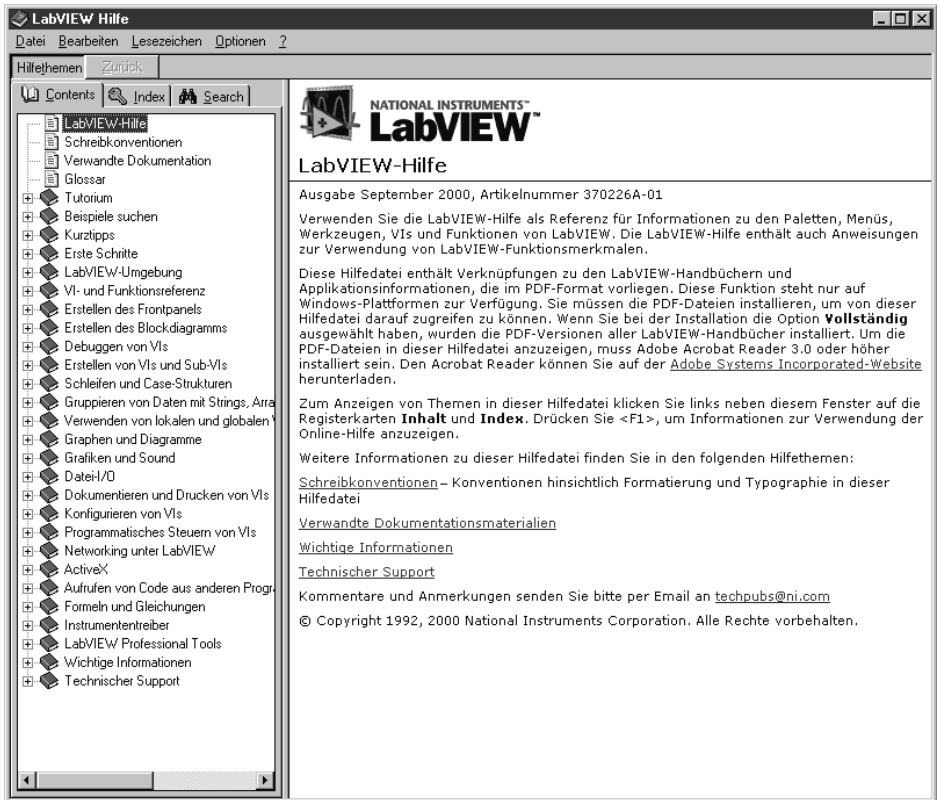 LabVIEW Hilfe
Datei Bearbeiten Lesezeichen Optionen ?
Hilfethemen Zurück
Contents Index Search
LabVIEW-Hilfe
Schreibkonventionen
Verwandte Dokumentation
Glossar
Tutorium
Beispiele suchen
Kurztipps
Erste Schritte
LabVIEW-Umgebung
VI- und Funktionsreferenz
Erstellen des Frontpanels
Erstellen des Blockdiagramms
Debuggen von VIs
Erstellen von VIs und Sub-VIs
Schleifen und Case-Strukturen
Gruppieren von Daten mit Strings, Arra
Verwenden von lokalen und globalen
Graphen und Diagramme
Grafiken und Sound
Datei-I/O
Dokumentieren und Drucken von VIs
Konfigurieren von VIs
Programmatisches Steuern von VIs
Networking unter LabVIEW
ActiveX
Aufrufen von Code aus anderen Progr
Formeln und Gleichungen
Instrumententreiber
LabVIEW Professional Tools
Wichtige Informationen
Technischer Support
NATIONAL INSTRUMENTS™
LabVIEW™
LabVIEW-Hilfe
Ausgabe September 2000, Artikelnummer 370226A-01
Verwenden Sie die LabVIEW-Hilfe als Referenz für Informationen zu den Paletten, Menüs,
Werkzeugen, VIs und Funktionen von LabVIEW. Die LabVIEW-Hilfe enthält auch Anweisungen
zur Verwendung von LabVIEW-Funktionsmerkmalen.
Diese Hilfedatei enthält Verknüpfungen zu den LabVIEW-Handbüchern und
Applikationsinformationen, die im PDF-Format vorliegen. Diese Funktion steht nur auf
Windows-Plattformen zur Verfügung. Sie müssen die PDF-Dateien installieren, um von dieser
Hilfedatei darauf zugreifen zu können. Wenn Sie bei der Installation die Option Vollständig
ausgewählt haben, wurden die PDF-Versionen aller LabVIEW-Handbücher installiert. Um die
PDF-Dateien in dieser Hilfedatei anzuzeigen, muss Adobe Acrobat Reader 3.0 oder höher
installiert sein. Den Acrobat Reader können Sie auf der Adobe Systems Incorporated-Website
herunterladen.
Zum Anzeigen von Themen in dieser Hilfedatei klicken Sie links neben diesem Fenster auf die
Registerkarten Inhalt und Index. Drücken Sie <F1>, um Informationen zur Verwendung der
Online-Hilfe anzuzeigen.
Weitere Informationen zu dieser Hilfedatei finden Sie in den folgenden Hilfethemen:
Schreibkonventionen – Konventionen hinsichtlich Formatierung und Typographie in dieser
Hilfedatei
Verwandte Dokumentationsmaterialien
Wichtige Informationen
Technischer Support
Kommentare und Anmerkungen senden Sie bitte per Email an techpubs@ni.com
© Copyright 1992, 2000 National Instruments Corporation. Alle Rechte vorbehalten.